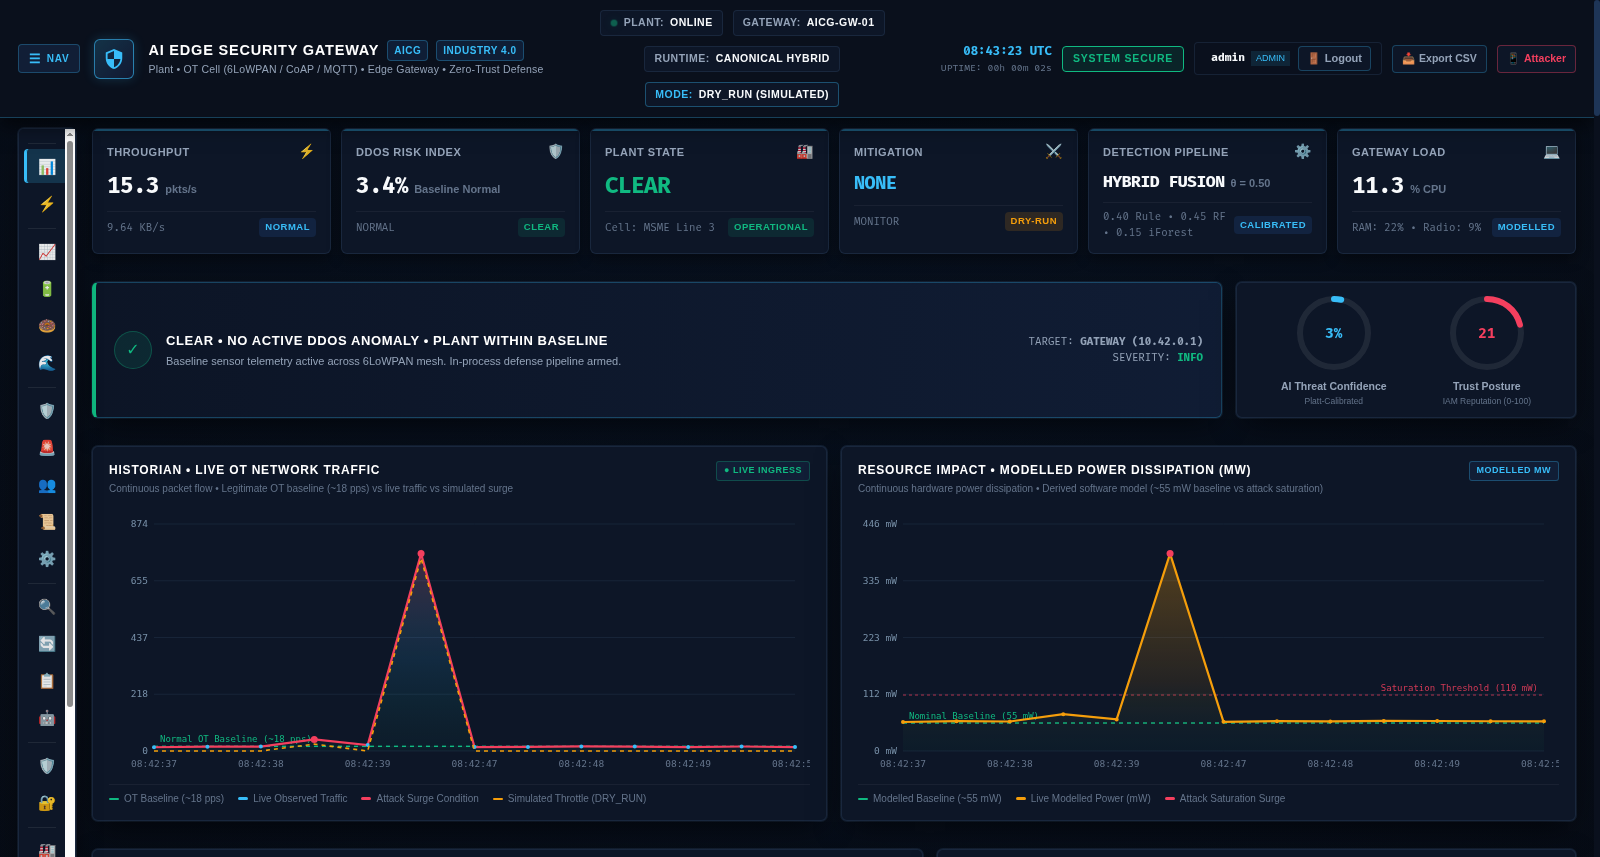 ☰ NAV
AI EDGE SECURITY GATEWAY AICG INDUSTRY 4.0
Plant • OT Cell (6LoWPAN / CoAP / MQTT) • Edge Gateway • Zero-Trust Defense
PLANT: ONLINE GATEWAY: AICG-GW-01
RUNTIME: CANONICAL HYBRID
MODE: DRY_RUN (SIMULATED)
08:43:23 UTC
UPTIME: 00h 00m 02s
SYSTEM SECURE
admin ADMIN Logout
Export CSV
Attacker
THROUGHPUT
15.3 pkts/s
9.64 KB/s NORMAL
DDOS RISK INDEX
3.4% Baseline Normal
NORMAL CLEAR
PLANT STATE
CLEAR
Cell: MSME Line 3 OPERATIONAL
MITIGATION
NONE
MONITOR DRY-RUN
DETECTION PIPELINE
HYBRID FUSION θ = 0.50
0.40 Rule • 0.45 RF
• 0.15 iForest
CALIBRATED
GATEWAY LOAD
11.3 % CPU
RAM: 22% • Radio: 9% MODELLED
CLEAR • NO ACTIVE DDOS ANOMALY • PLANT WITHIN BASELINE
Baseline sensor telemetry active across 6LoWPAN mesh. In-process defense pipeline armed.
TARGET: GATEWAY (10.42.0.1)
SEVERITY: INFO
3%
AI Threat Confidence
Platt-Calibrated
21
Trust Posture
IAM Reputation (0-100)
HISTORIAN • LIVE OT NETWORK TRAFFIC
● LIVE INGRESS
Continuous packet flow • Legitimate OT baseline (~18 pps) vs live traffic vs simulated surge
874
655
437
218
Normal OT Baseline (~18 pps)
0
08:42:37 08:42:38 08:42:39 08:42:47 08:42:48 08:42:49 08:42:5
OT Baseline (~18 pps) Live Observed Traffic Attack Surge Condition Simulated Throttle (DRY_RUN)
RESOURCE IMPACT • MODELLED POWER DISSIPATION (MW)
MODELLED MW
Continuous hardware power dissipation • Derived software model (~55 mW baseline vs attack saturation)
446 mW
335 mW
223 mW
Saturation Threshold (110 mW)
112 mW
Nominal Baseline (55 mW)
0 mW
08:42:37 08:42:38 08:42:39 08:42:47 08:42:48 08:42:49 08:42:5
Modelled Baseline (~55 mW) Live Modelled Power (mW) Attack Saturation Surge